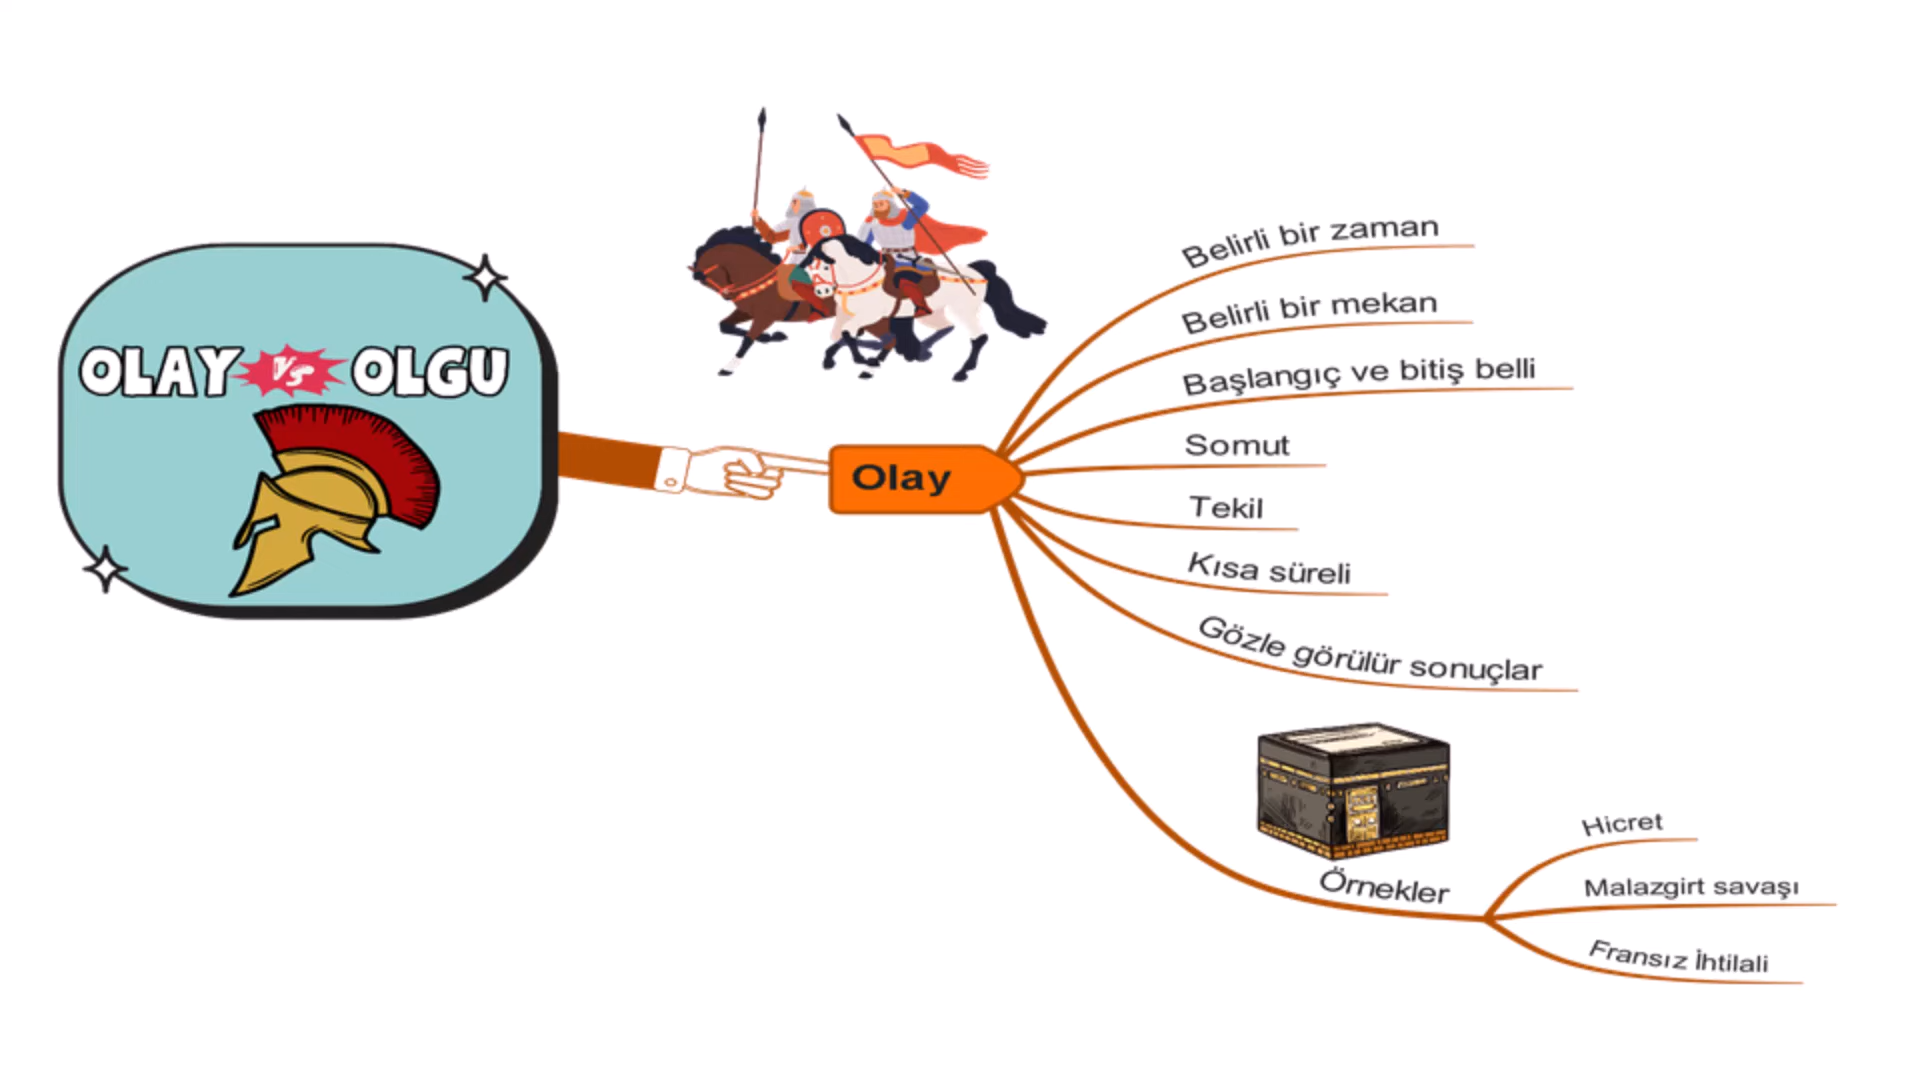 OLAY vs OLGU
Olay
Belirli bir zaman
Belirli bir mekan
Başlangıç ve bitiş belli
Somut
Tekil
Kısa süreli
Gözle görülür sonuçlar
Örnekler
Hicret
Malazgirt savaşı
Fransız İhtilali